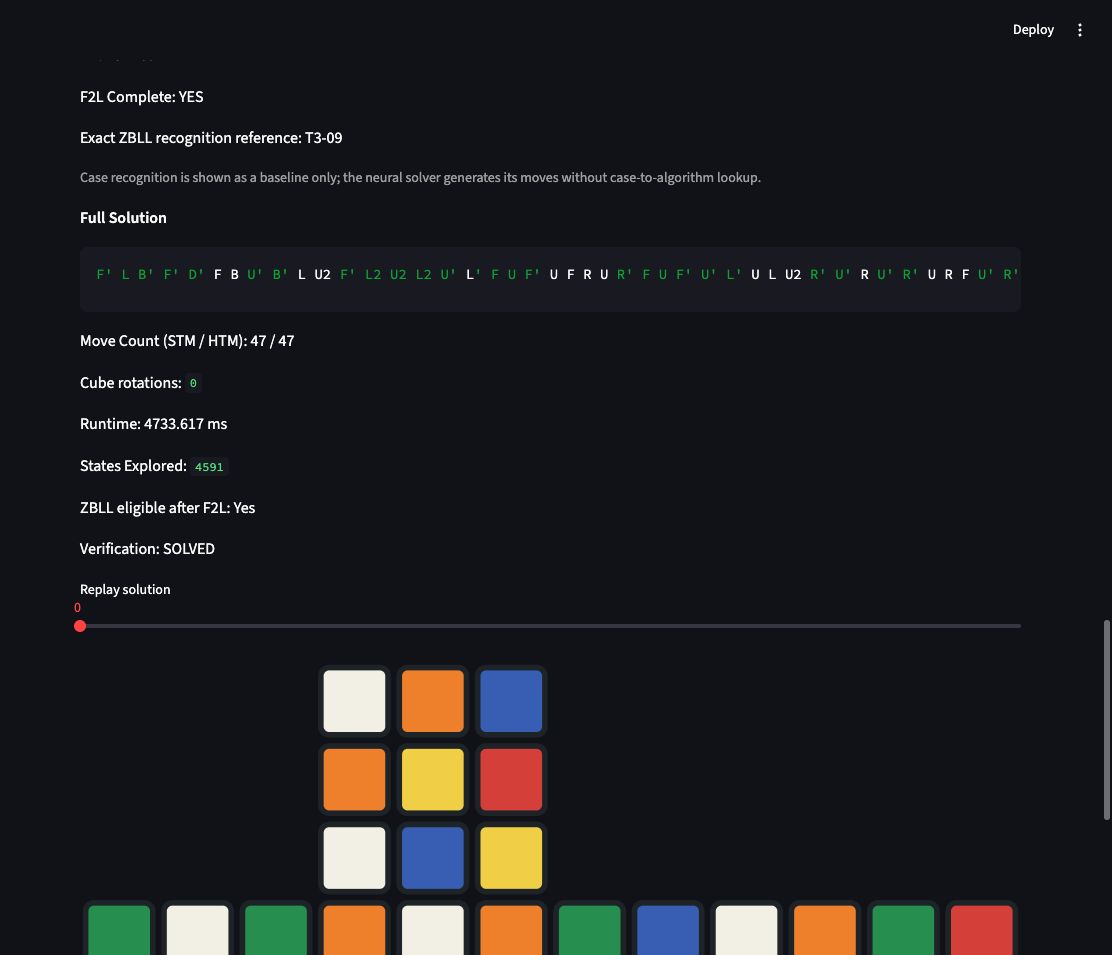 Deploy
F2L Complete: YES
Exact ZBLL recognition reference: T3-09
Case recognition is shown as a baseline only; the neural solver generates its moves without case-to-algorithm lookup.
Full Solution
F' L B' F' D' F B U' B' L U2 F' L2 U2 L2 U' L' F U F' U F R U R' F U F' U' L' U L U2 R' U' R U' R' U R F U' R'
Move Count (STM / HTM): 47 / 47
Cube rotations: 0
Runtime: 4733.617 ms
States Explored: 4591
ZBLL eligible after F2L: Yes
Verification: SOLVED
Replay solution
0